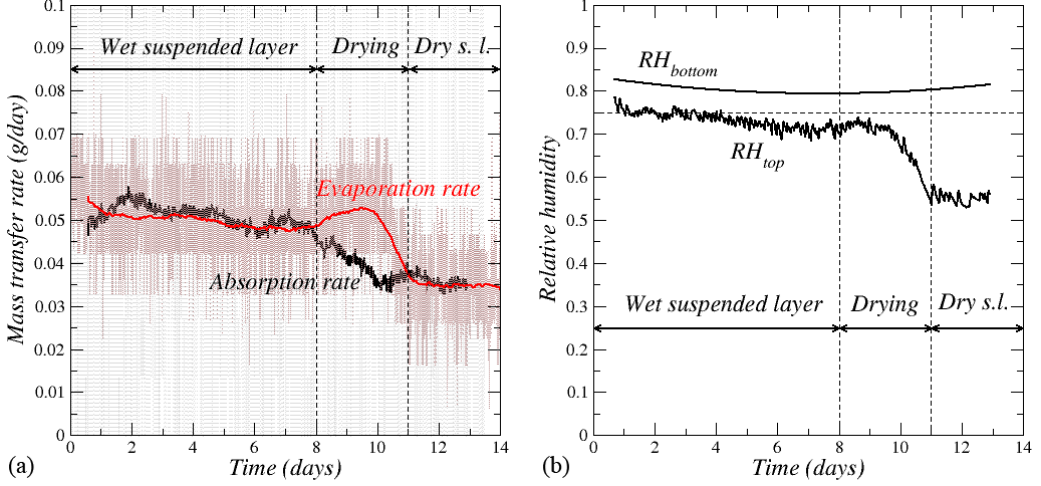 0.1
0.09
0.08
0.07
0.06
0.05
0.04
0.03
0.02
0.01
0
Mass transfer rate (g/day)
Wet suspended layer
Drying
Dry s. l.
Evaporation rate
Absorption rate
0 2 4 6 8 10 12 14
Time (days)
(a)
1
0.9
0.8
0.7
0.6
0.5
0.4
0.3
0.2
0.1
0
Relative humidity
RHbottom
RHtop
Wet suspended layer
Drying
Dry s.l.
0 2 4 6 8 10 12 14
Time (days)
(b)